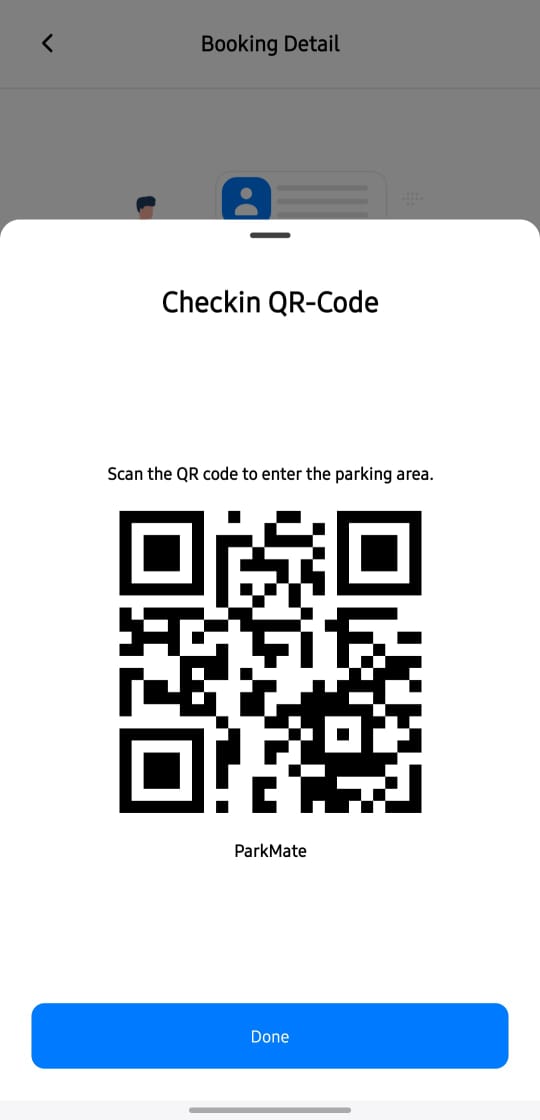 Booking Detail
Checkin QR-Code
Scan the QR code to enter the parking area.
ParkMate
Done